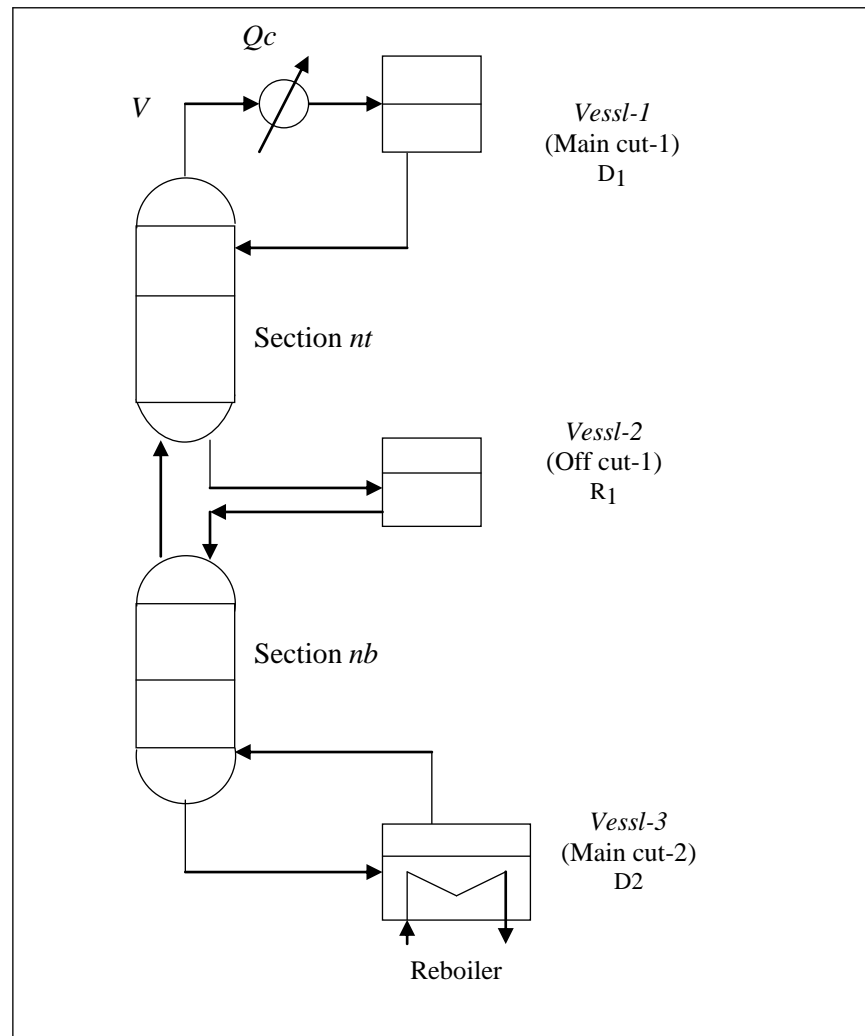 Qc
V
Vessl-1
(Main cut-1)
D1
Section nt
Vessl-2
(Off cut-1)
R1
Section nb
Vessl-3
(Main cut-2)
D2
Reboiler